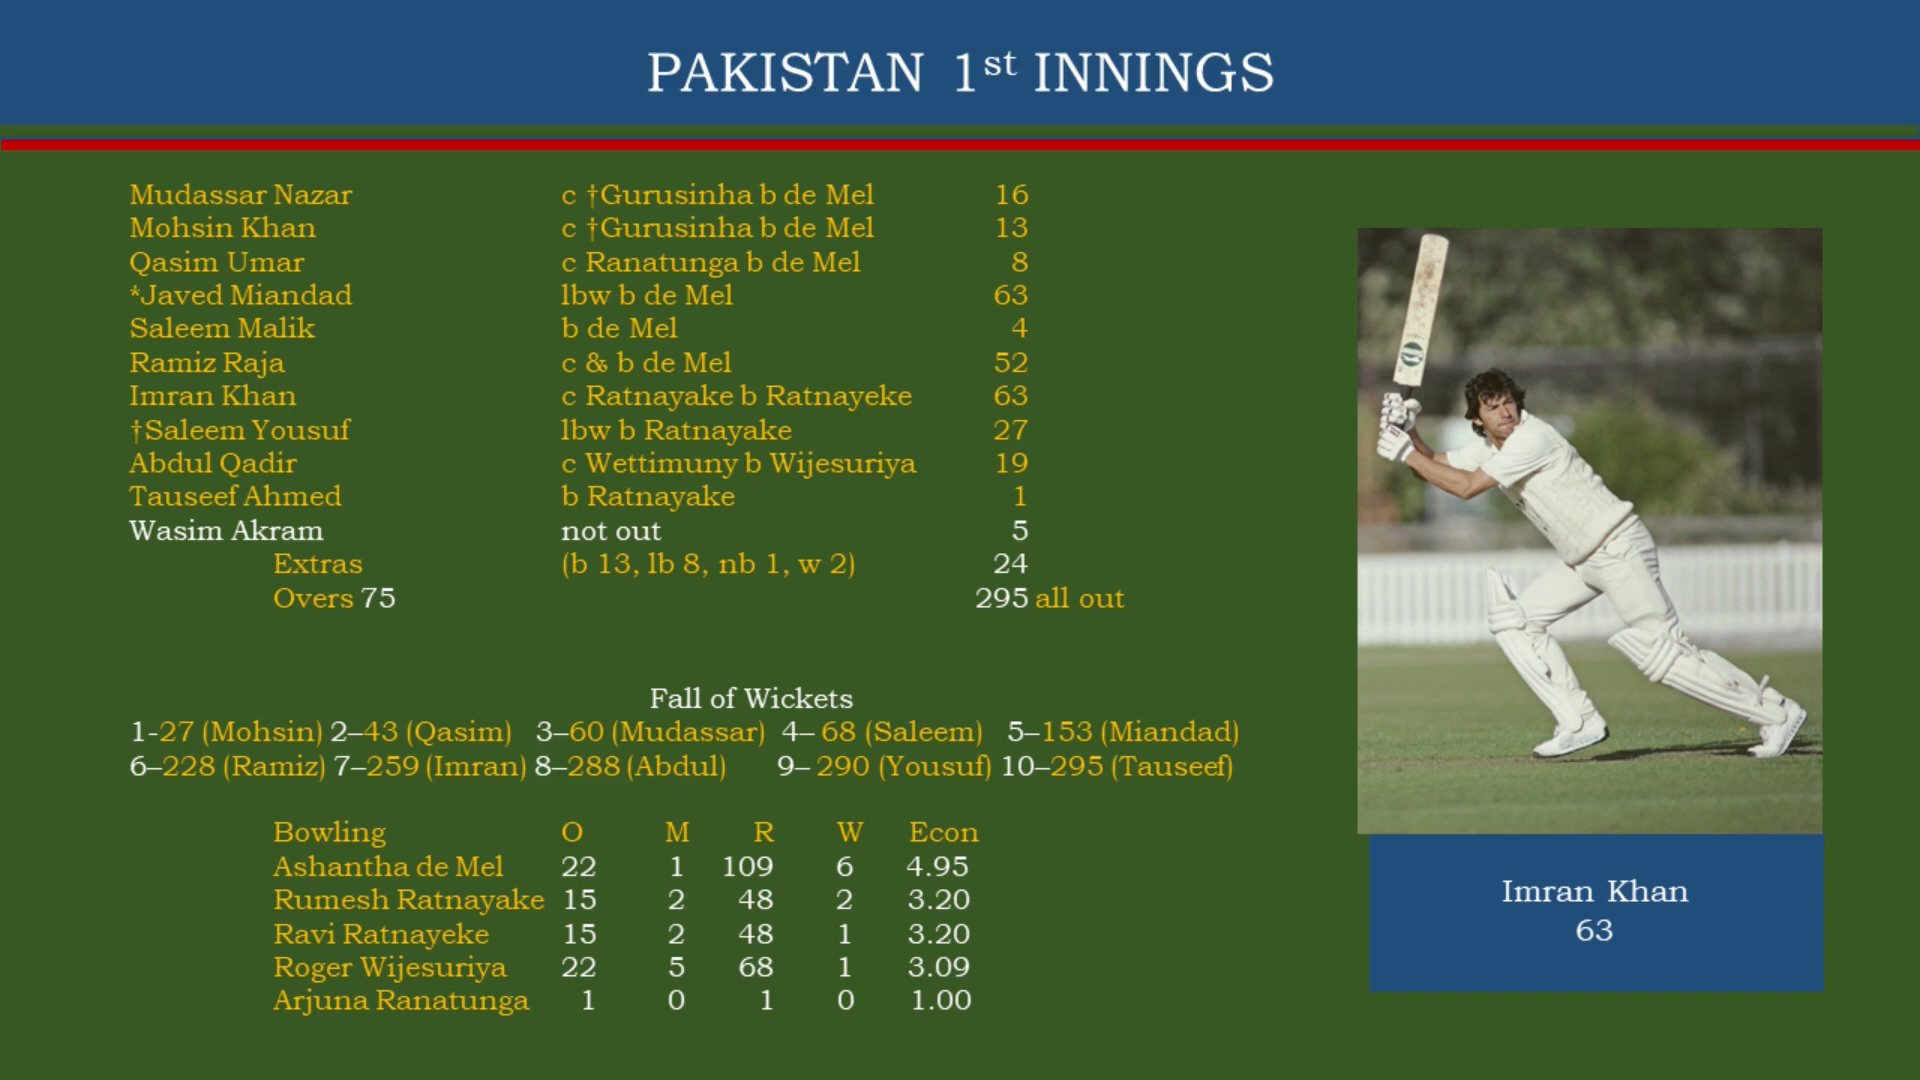 PAKISTAN 1st INNINGS
Mudassar Nazar c †Gurusinha b de Mel 16
Mohsin Khan c †Gurusinha b de Mel 13
Qasim Umar c Ranatunga b de Mel 8
*Javed Miandad lbw b de Mel 63
Saleem Malik b de Mel 4
Ramiz Raja c & b de Mel 52
Imran Khan c Ratnayake b Ratnayeke 63
†Saleem Yousuf lbw b Ratnayake 27
Abdul Qadir c Wettimuny b Wijesuriya 19
Tauseef Ahmed b Ratnayake 1
Wasim Akram not out 5
Extras (b 13, lb 8, nb 1, w 2) 24
Overs 75 295 all out
Fall of Wickets
1-27 (Mohsin) 2–43 (Qasim) 3–60 (Mudassar) 4– 68 (Saleem) 5–153 (Miandad)
6–228 (Ramiz) 7–259 (Imran) 8–288 (Abdul) 9– 290 (Yousuf) 10–295 (Tauseef)
Bowling O M R W Econ
Ashantha de Mel 22 1 109 6 4.95
Rumesh Ratnayake 15 2 48 2 3.20
Ravi Ratnayeke 15 2 48 1 3.20
Roger Wijesuriya 22 5 68 1 3.09
Arjuna Ranatunga 1 0 1 0 1.00
Imran Khan
63